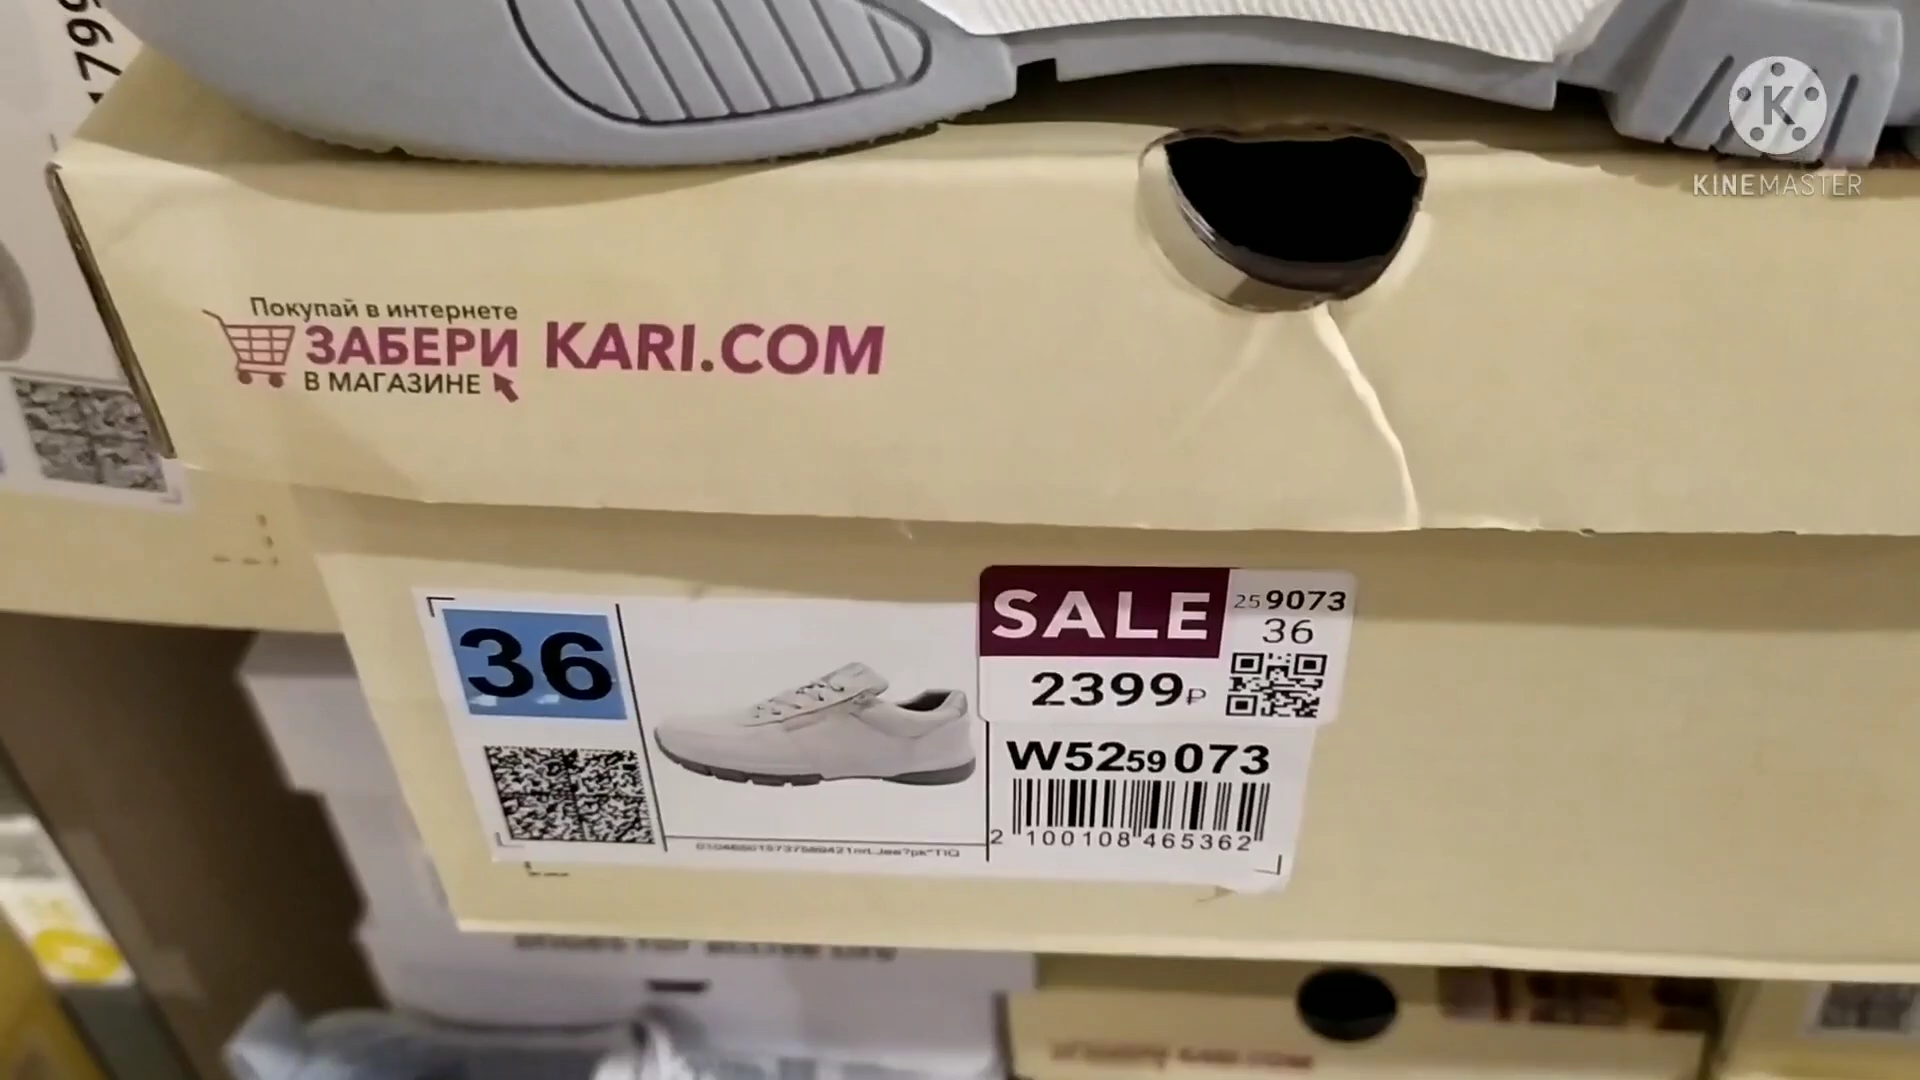 KINEMASTER
Покупай в интернете
ЗАБЕРИ KARI.COM
В МАГАЗИНЕ
36
SALE
259073
36
2399₽
W5259073
2 100108 465362